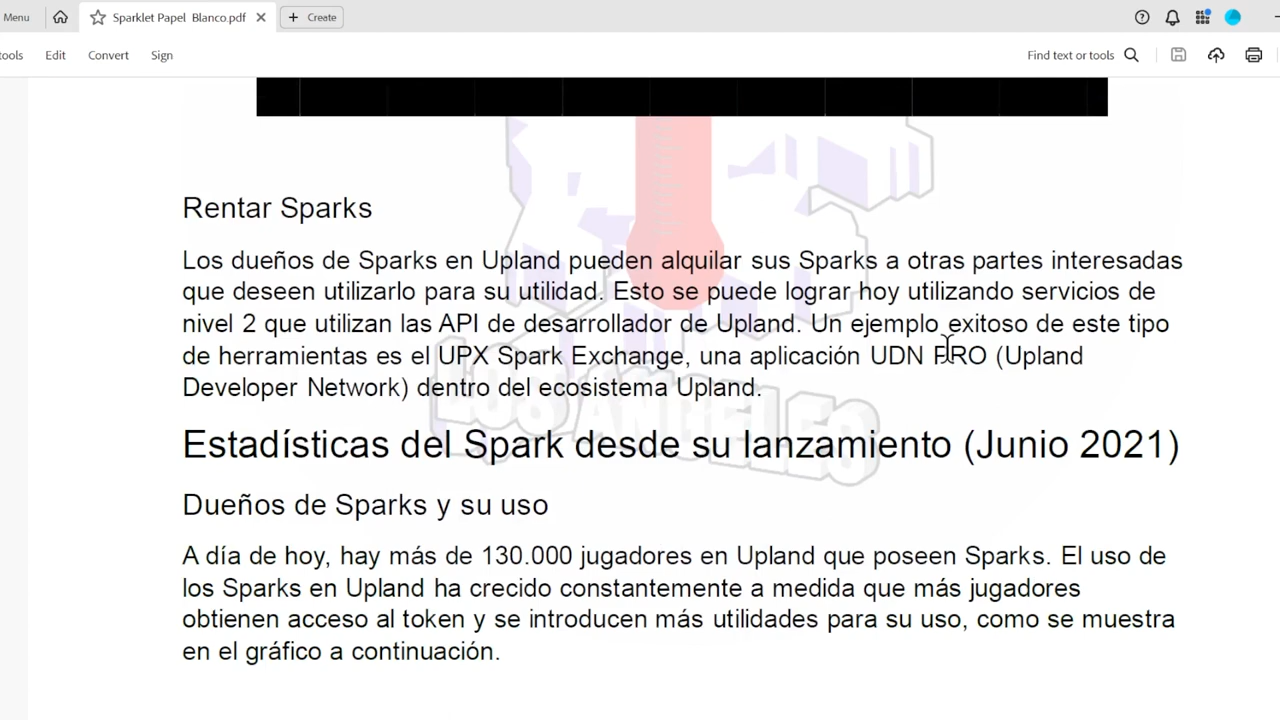 Menu
Sparklet Papel Blanco.pdf
Create
tools
Edit
Convert
Sign
Find text or tools
Rentar Sparks
Los dueños de Sparks en Upland pueden alquilar sus Sparks a otras partes interesadas
que deseen utilizarlo para su utilidad. Esto se puede lograr hoy utilizando servicios de
nivel 2 que utilizan las API de desarrollador de Upland. Un ejemplo exitoso de este tipo
de herramientas es el UPX Spark Exchange, una aplicación UDN PRO (Upland
Developer Network) dentro del ecosistema Upland.
LOS ANGELES
Estadísticas del Spark desde su lanzamiento (Junio 2021)
Dueños de Sparks y su uso
A día de hoy, hay más de 130.000 jugadores en Upland que poseen Sparks. El uso de
los Sparks en Upland ha crecido constantemente a medida que más jugadores
obtienen acceso al token y se introducen más utilidades para su uso, como se muestra
en el gráfico a continuación.